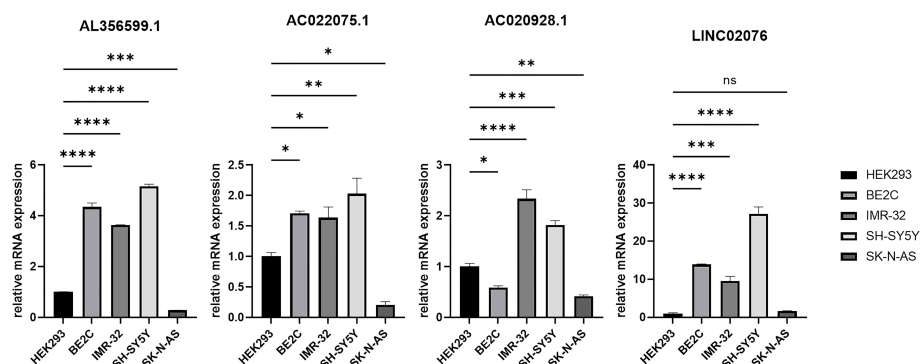 AL356599.1
***
****
****
****
relative mRNA expression
6
4
2
0
HEK293
BE2C
IMR-32
SH-SY5Y
SK-N-AS
AC022075.1
*
**
*
*
relative mRNA expression
2.5
2.0
1.5
1.0
0.5
0.0
HEK293
BE2C
IMR-32
SH-SY5Y
SK-N-AS
AC020928.1
**
***
****
*
relative mRNA expression
3
2
1
0
HEK293
BE2C
IMR-32
SH-SY5Y
SK-N-AS
LINC02076
ns
****
***
****
relative mRNA expression
40
30
20
10
0
HEK293
BE2C
IMR-32
SH-SY5Y
SK-N-AS
HEK293
BE2C
IMR-32
SH-SY5Y
SK-N-AS